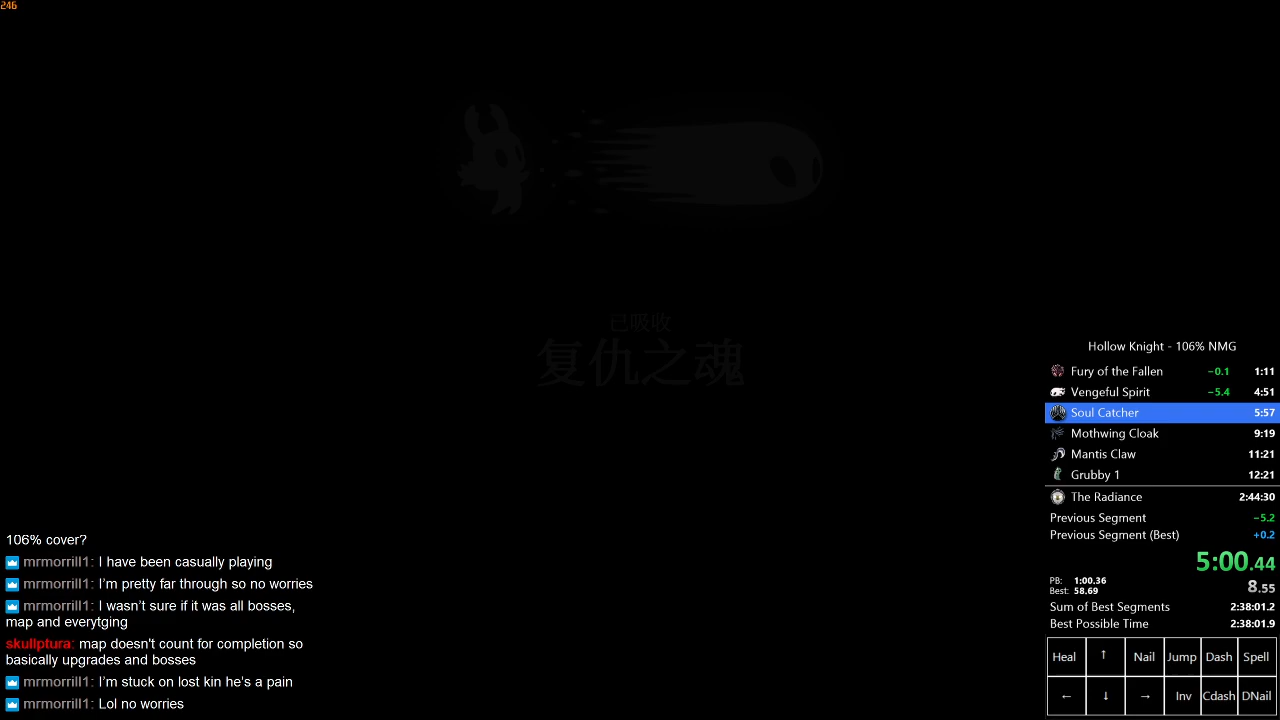 246
已吸收
复仇之魂
Hollow Knight - 106% NMG
Fury of the Fallen −0.1 1:11
Vengeful Spirit −5.4 4:51
Soul Catcher 5:57
Mothwing Cloak 9:19
Mantis Claw 11:21
Grubby 1 12:21
The Radiance 2:44:30
Previous Segment −5.2
Previous Segment (Best) +0.2
5:00.44
PB: 1:00.36
Best: 58.69
8.55
Sum of Best Segments 2:38:01.2
Best Possible Time 2:38:01.9
Heal ↑ Nail Jump Dash Spell
← ↓ → Inv Cdash DNail
106% cover?
mrmorrill1: I have been casually playing
mrmorrill1: I’m pretty far through so no worries
mrmorrill1: I wasn’t sure if it was all bosses,
map and everytging
skullptura: map doesn't count for completion so
basically upgrades and bosses
mrmorrill1: I’m stuck on lost kin he’s a pain
mrmorrill1: Lol no worries